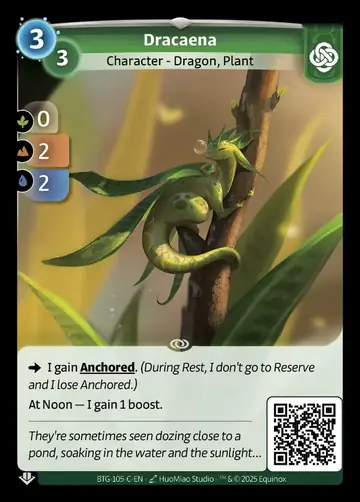 3
Dracaena
3
Character - Dragon, Plant
0
2
2
I gain Anchored. (During Rest, I don't go to Reserve
and I lose Anchored.)
At Noon — I gain 1 boost.
They're sometimes seen dozing close to a
pond, soaking in the water and the sunlight...
BTG-105-C-EN - HuoMiao Studio - ™ & © 2025 Equinox